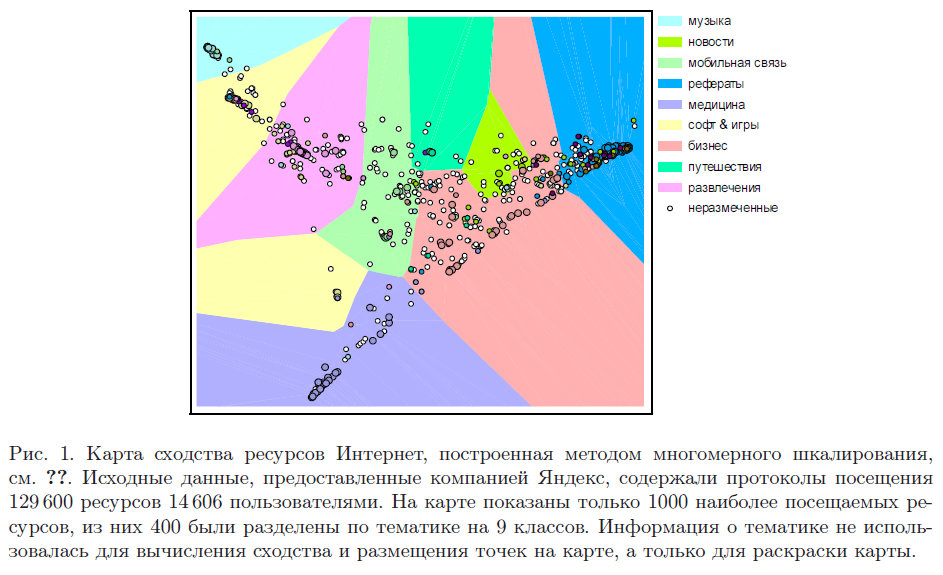 музыка
новости
мобильная связь
рефераты
медицина
софт & игры
бизнес
путешествия
развлечения
неразмеченные
Рис. 1. Карта сходства ресурсов Интернет, построенная методом многомерного шкалирования,
см. ??. Исходные данные, предоставленные компанией Яндекс, содержали протоколы посещения
129 600 ресурсов 14 606 пользователями. На карте показаны только 1000 наиболее посещаемых ре-
сурсов, из них 400 были разделены по тематике на 9 классов. Информация о тематике не исполь-
зовалась для вычисления сходства и размещения точек на карте, а только для раскраски карты.